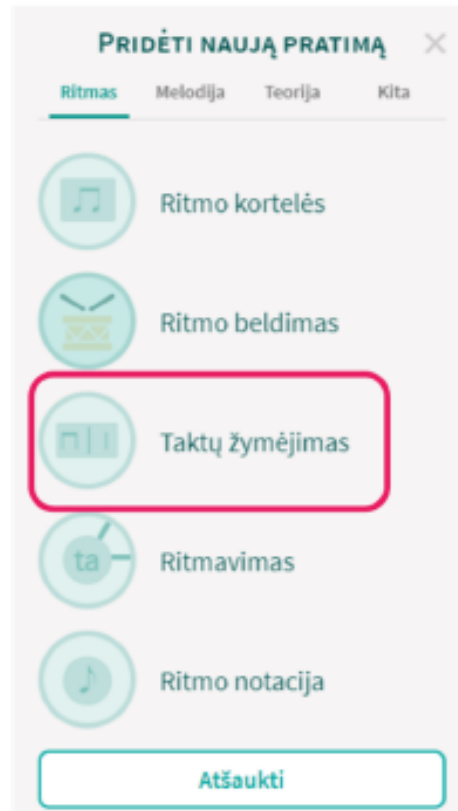 PRIDĖTI NAUJĄ PRATIMĄ
Ritmas Melodija Teorija Kita
Ritmo kortelės
Ritmo beldimas
Taktų žymėjimas
ta Ritmavimas
Ritmo notacija
Atšaukti